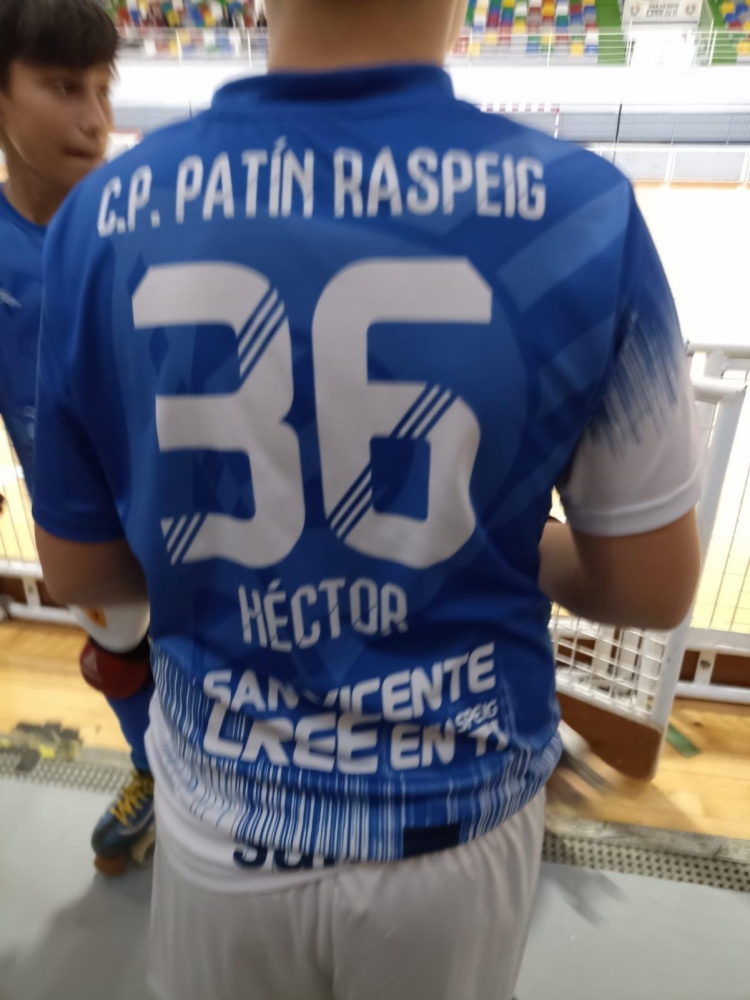 C.P. PATÍN RASPEIG
36
HÉCTOR
SAN VICENTE
CREE EN TI